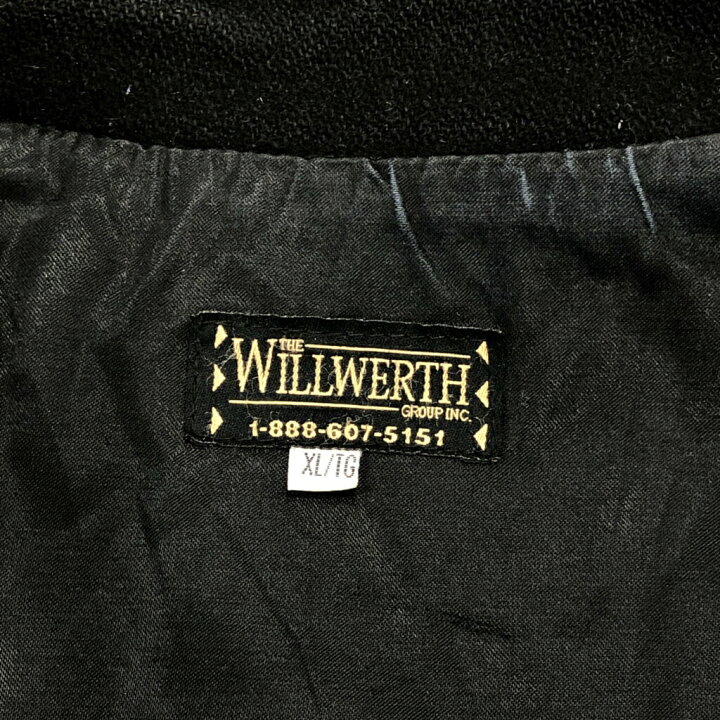 THE
WILLWERTH
GROUP INC.
1-888-607-5151
XL/TG